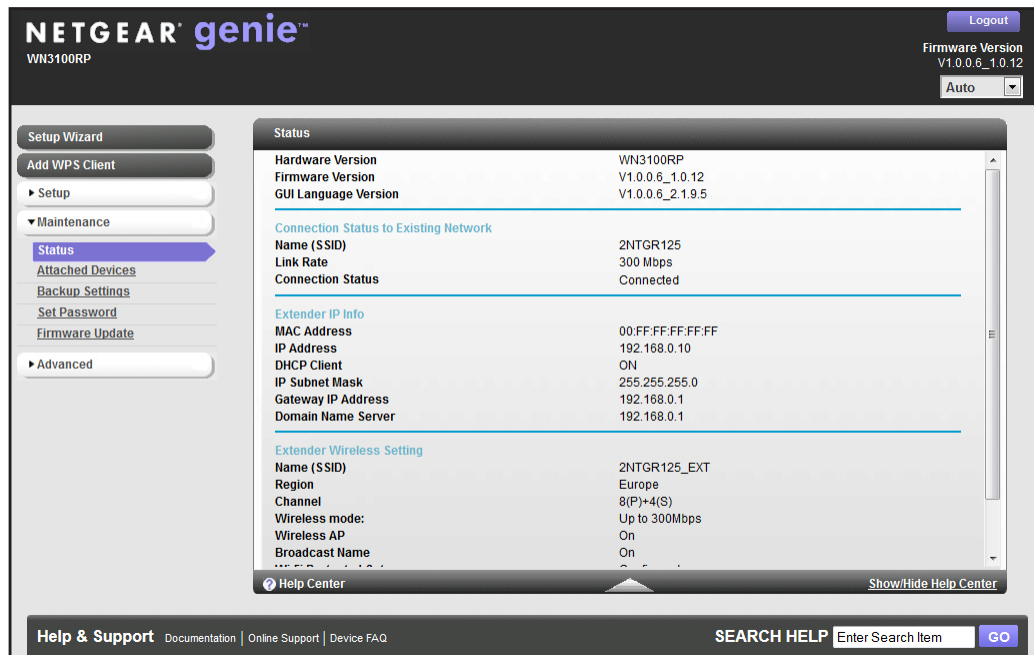 NETGEAR® genie™
WN3100RP
Logout
Firmware Version
V1.0.0.6_1.0.12
Auto
Setup Wizard
Add WPS Client
Setup
Maintenance
Status
Attached Devices
Backup Settings
Set Password
Firmware Update
Advanced
Status
Hardware Version WN3100RP
Firmware Version V1.0.0.6_1.0.12
GUI Language Version V1.0.0.6_2.1.9.5
Connection Status to Existing Network
Name (SSID) 2NTGR125
Link Rate 300 Mbps
Connection Status Connected
Extender IP Info
MAC Address 00:FF:FF:FF:FF:FF
IP Address 192.168.0.10
DHCP Client ON
IP Subnet Mask 255.255.255.0
Gateway IP Address 192.168.0.1
Domain Name Server 192.168.0.1
Extender Wireless Setting
Name (SSID) 2NTGR125_EXT
Region Europe
Channel 8(P)+4(S)
Wireless mode: Up to 300Mbps
Wireless AP On
Broadcast Name On
? Help Center
Show/Hide Help Center
Help & Support Documentation | Online Support | Device FAQ
SEARCH HELP Enter Search Item GO